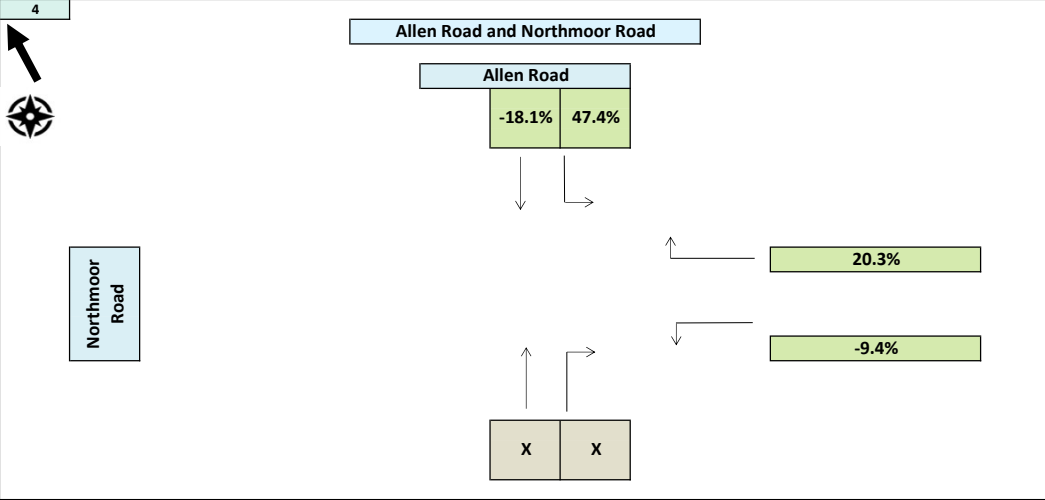 4
Allen Road and Northmoor Road
Allen Road
-18.1% 47.4%
20.3%
Northmoor
Road
-9.4%
X X